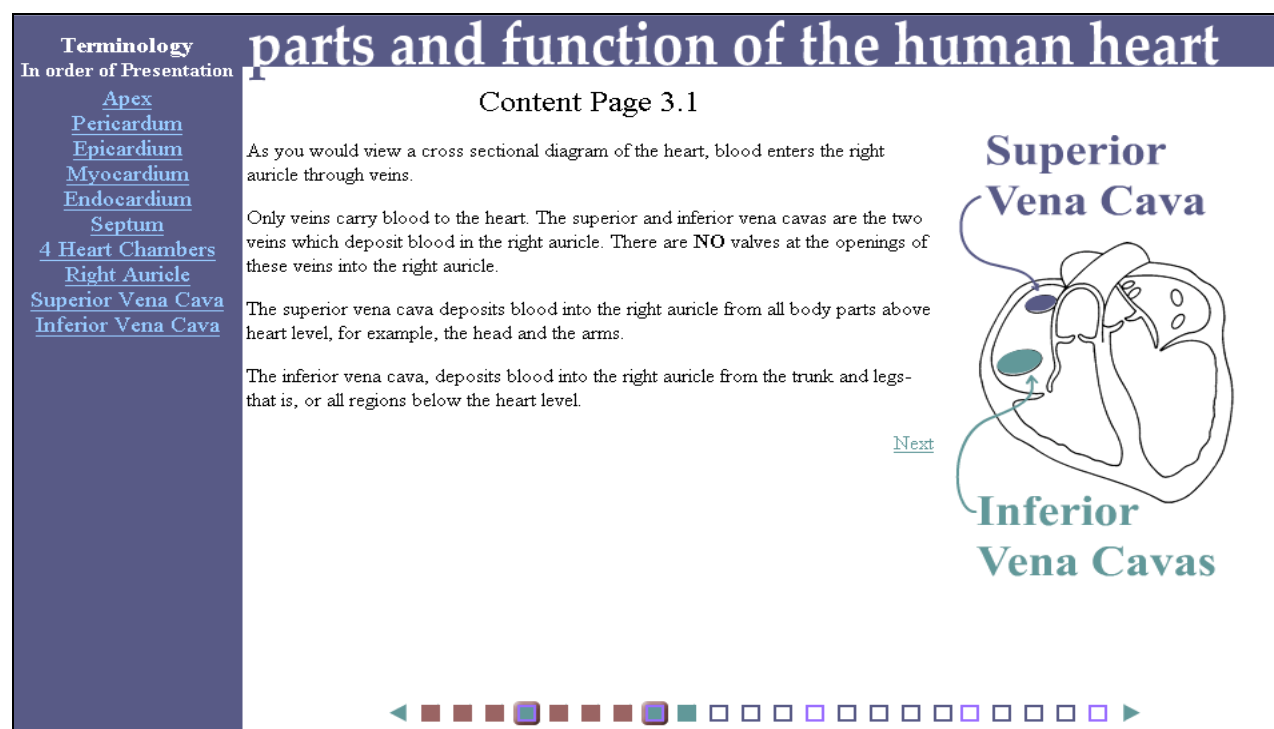 parts and function of the human heart
Terminology
In order of Presentation
Apex
Pericardum
Epicardium
Myocardium
Endocardium
Septum
4 Heart Chambers
Right Auricle
Superior Vena Cava
Inferior Vena Cava
Content Page 3.1
As you would view a cross sectional diagram of the heart, blood enters the right
auricle through veins.
Only veins carry blood to the heart. The superior and inferior vena cavas are the two
veins which deposit blood in the right auricle. There are NO valves at the openings of
these veins into the right auricle.
The superior vena cava deposits blood into the right auricle from all body parts above
heart level, for example, the head and the arms.
The inferior vena cava, deposits blood into the right auricle from the trunk and legs-
that is, or all regions below the heart level.
Next
Superior
Vena Cava
Inferior
Vena Cavas